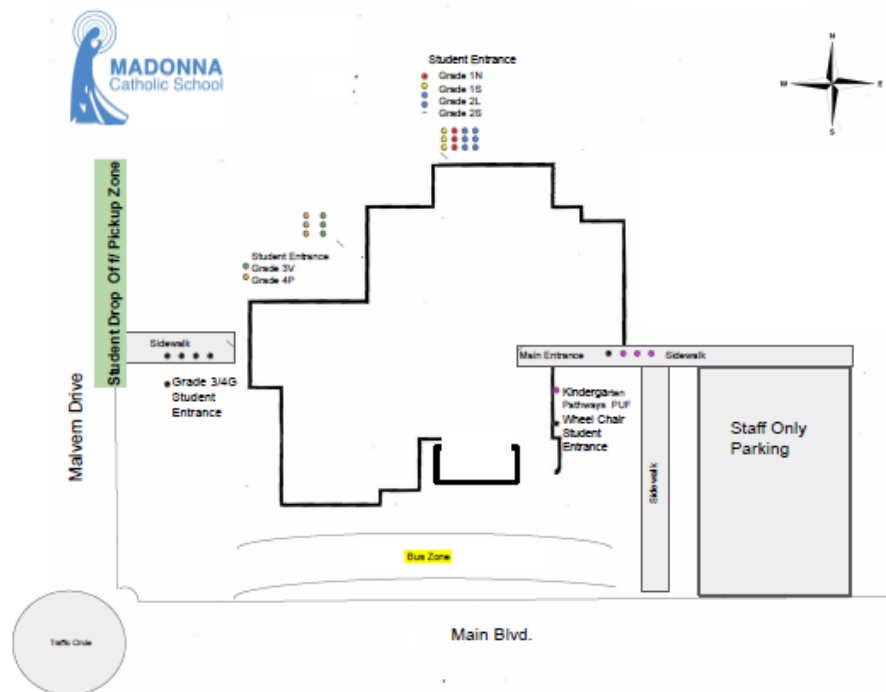 MADONNA
Catholic School
Student Entrance
Grade 1N
Grade 1S
Grade 2L
Grade 2S
N
W
E
S
Student Drop Off/ Pickup Zone
Student Entrance
Grade 3V
Grade 4P
Sidewalk
Grade 3/4G
Student
Entrance
Malvern Drive
Main Entrance
Sidewalk
Kindergarten
Pathways PUF
Wheel Chair
Student
Entrance
Sidewalk
Staff Only
Parking
Bus Zone
Traffic Circle
Main Blvd.